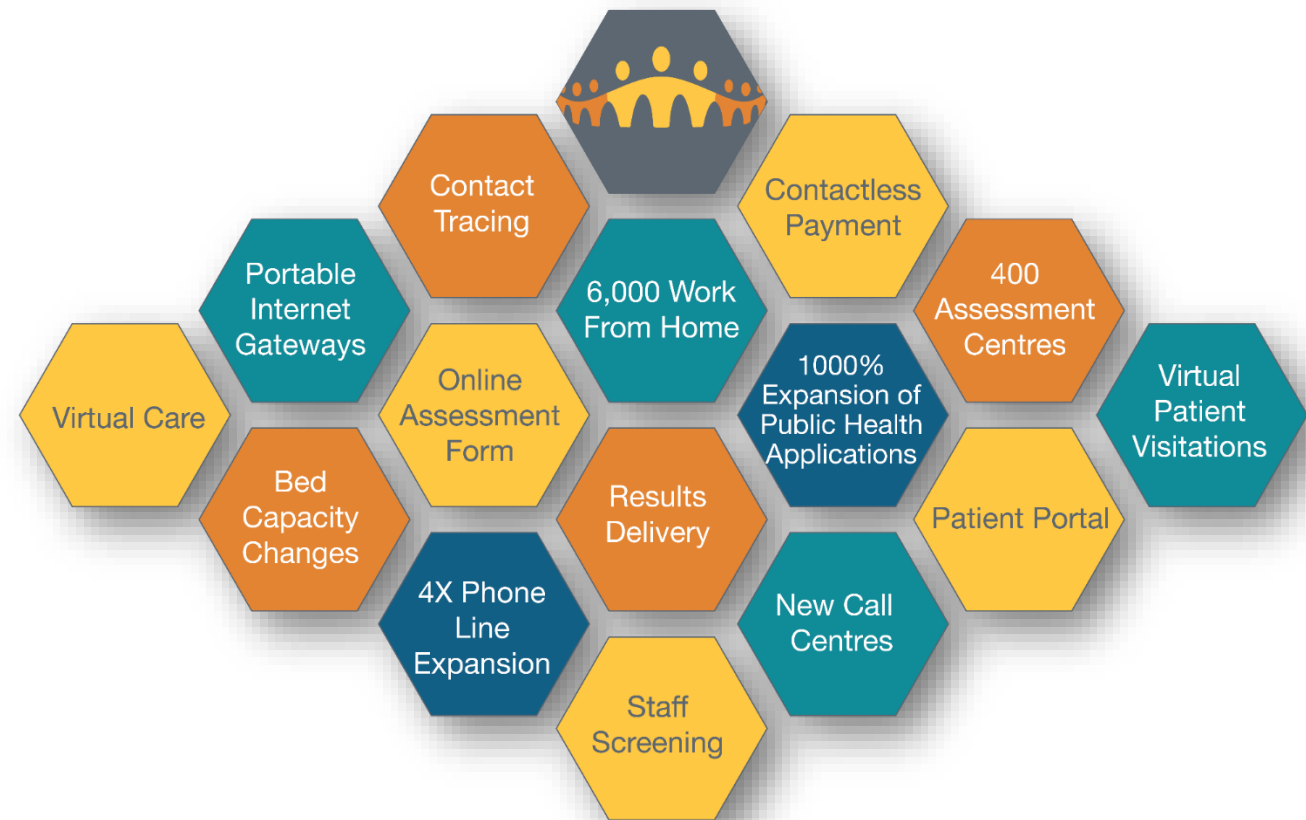 Contact
Tracing
Contactless
Payment
Portable
Internet
Gateways
6,000 Work
From Home
400
Assessment
Centres
Virtual Care
Online
Assessment
Form
1000%
Expansion of
Public Health
Applications
Virtual
Patient
Visitations
Bed
Capacity
Changes
Results
Delivery
Patient Portal
4X Phone
Line
Expansion
New Call
Centres
Staff
Screening